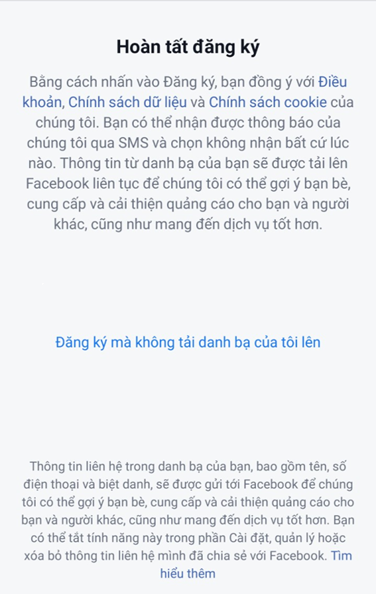 Hoàn tất đăng ký
Bằng cách nhấn vào Đăng ký, bạn đồng ý với Điều
khoản, Chính sách dữ liệu và Chính sách cookie của
chúng tôi. Bạn có thể nhận được thông báo của
chúng tôi qua SMS và chọn không nhận bất cứ lúc
nào. Thông tin từ danh bạ của bạn sẽ được tải lên
Facebook liên tục để chúng tôi có thể gợi ý bạn bè,
cung cấp và cải thiện quảng cáo cho bạn và người
khác, cũng như mang đến dịch vụ tốt hơn.
Đăng ký mà không tải danh bạ của tôi lên
Thông tin liên hệ trong danh bạ của bạn, bao gồm tên, số
điện thoại và biệt danh, sẽ được gửi tới Facebook để chúng
tôi có thể gợi ý bạn bè, cung cấp và cải thiện quảng cáo cho
bạn và người khác, cũng như mang đến dịch vụ tốt hơn. Bạn
có thể tắt tính năng này trong phần Cài đặt, quản lý hoặc
xóa bỏ thông tin liên hệ mình đã chia sẻ với Facebook. Tìm
hiểu thêm